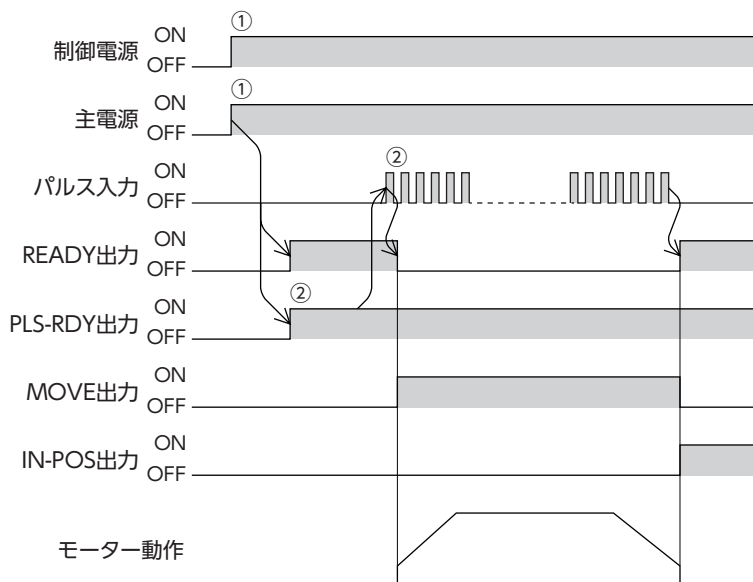 ①
制御電源 ON
OFF
①
主電源 ON
OFF
②
パルス入力 ON
OFF
READY出力 ON
OFF
②
PLS-RDY出力 ON
OFF
MOVE出力 ON
OFF
IN-POS出力 ON
OFF
モーター動作